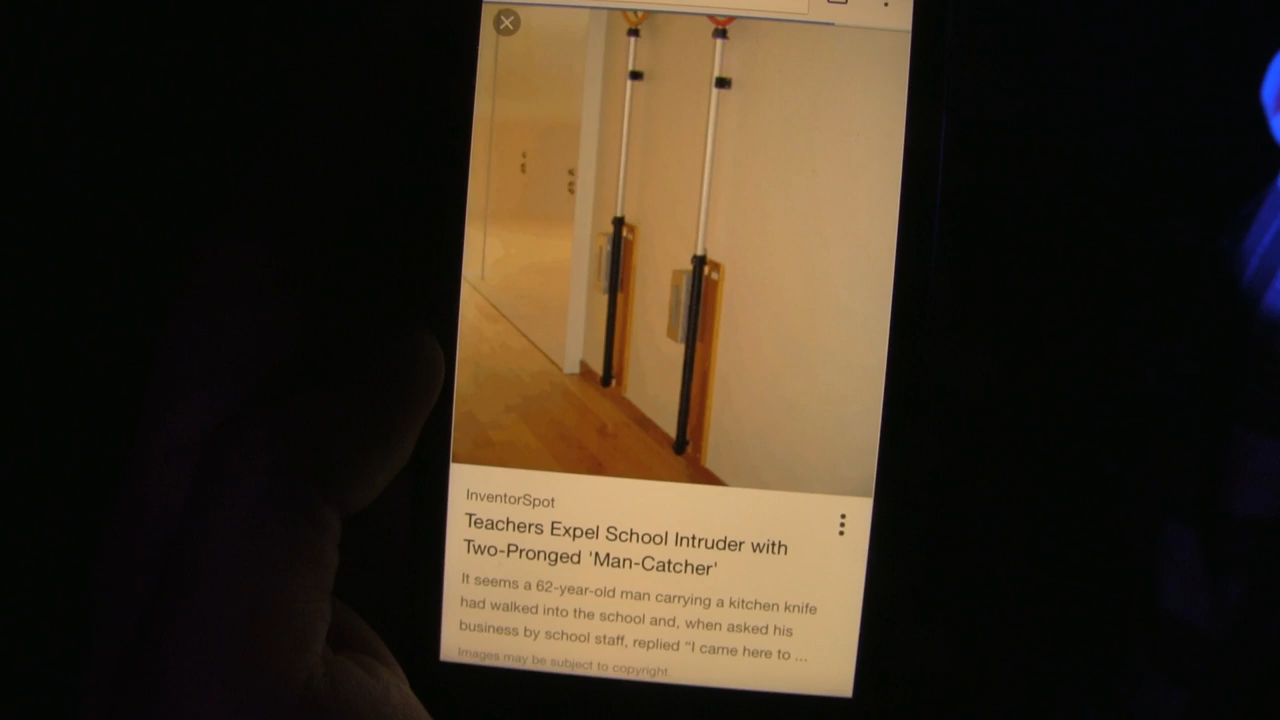 InventorSpot
Teachers Expel School Intruder with
Two-Pronged 'Man-Catcher'
It seems a 62-year-old man carrying a kitchen knife
had walked into the school and, when asked his
business by school staff, replied "I came here to ...
Images may be subject to copyright.